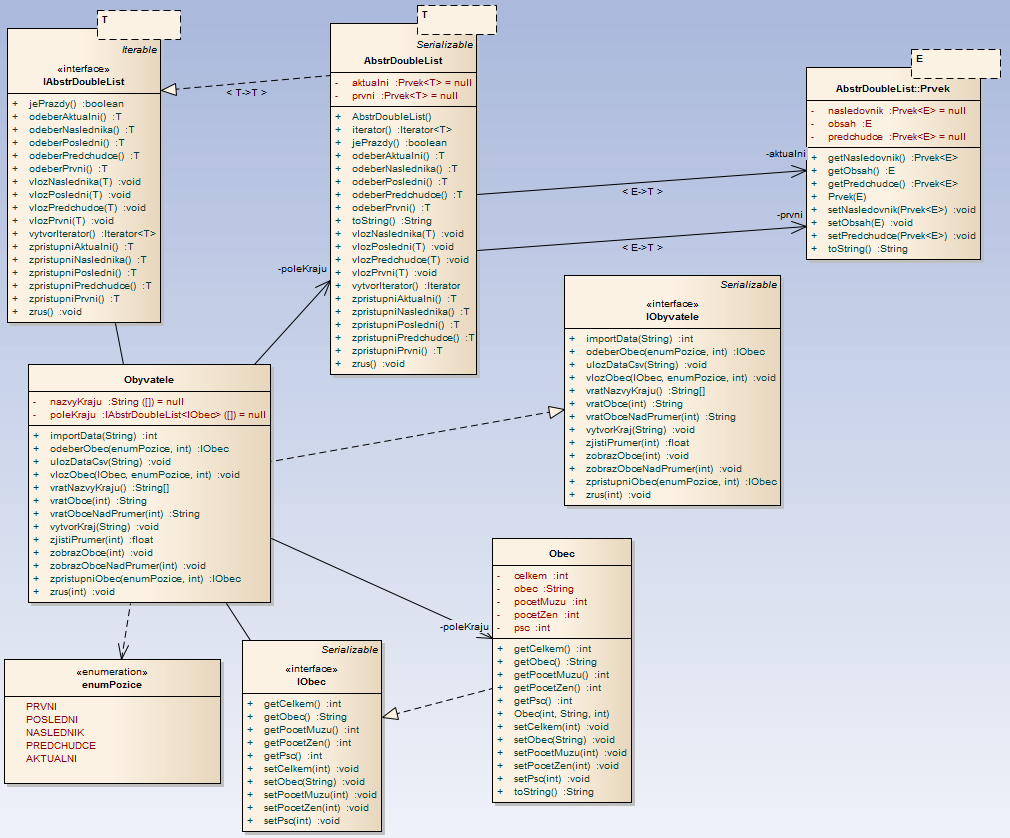 T
Iterable
«interface»
IAbstrDoubleList
+ jePrazdy() :boolean
+ odeberAktualni() :T
+ odeberNaslednika() :T
+ odeberPosledni() :T
+ odeberPredchudce() :T
+ odeberPrvni() :T
+ vlozNaslednika(T) :void
+ vlozPosledni(T) :void
+ vlozPredchudce(T) :void
+ vlozPrvni(T) :void
+ vytvorIterator() :Iterator<T>
+ zpristupniAktualni() :T
+ zpristupniNaslednika() :T
+ zpristupniPosledni() :T
+ zpristupniPredchudce() :T
+ zpristupniPrvni() :T
+ zrus() :void
< T->T >
T
Serializable
AbstrDoubleList
- aktualni :Prvek<T> = null
- prvni :Prvek<T> = null
+ AbstrDoubleList()
+ iterator() :Iterator<T>
+ jePrazdy() :boolean
+ odeberAktualni() :T
+ odeberNaslednika() :T
+ odeberPosledni() :T
+ odeberPredchudce() :T
+ odeberPrvni() :T
+ toString() :String
+ vlozNaslednika(T) :void
+ vlozPosledni(T) :void
+ vlozPredchudce(T) :void
+ vlozPrvni(T) :void
+ vytvorIterator() :Iterator
+ zpristupniAktualni() :T
+ zpristupniNaslednika() :T
+ zpristupniPosledni() :T
+ zpristupniPredchudce() :T
+ zpristupniPrvni() :T
+ zrus() :void
-aktualni
< E->T >
-prvni
< E->T >
E
AbstrDoubleList::Prvek
- nasledovnik :Prvek<E> = null
- obsah :E
- predchudce :Prvek<E> = null
+ getNasledovnik() :Prvek<E>
+ getObsah() :E
+ getPredchudce() :Prvek<E>
+ Prvek(E)
+ setNasledovnik(Prvek<E>) :void
+ setObsah(E) :void
+ setPredchudce(Prvek<E>) :void
+ toString() :String
-poleKraju
Serializable
«interface»
IObyvatele
+ importData(String) :int
+ odeberObec(enumPozice, int) :IObec
+ ulozDataCsv(String) :void
+ vlozObec(IObec, enumPozice, int) :void
+ vratNazvyKraju() :String[]
+ vratObce(int) :String
+ vratObceNadPrumer(int) :String
+ vytvorKraj(String) :void
+ zjistiPrumer(int) :float
+ zobrazObce(int) :void
+ zobrazObceNadPrumer(int) :void
+ zpristupniObec(enumPozice, int) :IObec
+ zrus(int) :void
Obyvatele
- nazvyKraju :String ([]) = null
- poleKraju :IAbstrDoubleList<IObec> ([]) = null
+ importData(String) :int
+ odeberObec(enumPozice, int) :IObec
+ ulozDataCsv(String) :void
+ vlozObec(IObec, enumPozice, int) :void
+ vratNazvyKraju() :String[]
+ vratObce(int) :String
+ vratObceNadPrumer(int) :String
+ vytvorKraj(String) :void
+ zjistiPrumer(int) :float
+ zobrazObce(int) :void
+ zobrazObceNadPrumer(int) :void
+ zpristupniObec(enumPozice, int) :IObec
+ zrus(int) :void
-poleKraju
Obec
- celkem :int
- obec :String
- pocetMuzu :int
- pocetZen :int
- psc :int
+ getCelkem() :int
+ getObec() :String
+ getPocetMuzu() :int
+ getPocetZen() :int
+ getPsc() :int
+ Obec(int, String, int)
+ setCelkem(int) :void
+ setObec(String) :void
+ setPocetMuzu(int) :void
+ setPocetZen(int) :void
+ setPsc(int) :void
+ toString() :String
«enumeration»
enumPozice
PRVNI
POSLEDNI
NASLEDNIK
PREDCHUDCE
AKTUALNI
Serializable
«interface»
IObec
+ getCelkem() :int
+ getObec() :String
+ getPocetMuzu() :int
+ getPocetZen() :int
+ getPsc() :int
+ setCelkem(int) :void
+ setObec(String) :void
+ setPocetMuzu(int) :void
+ setPocetZen(int) :void
+ setPsc(int) :void